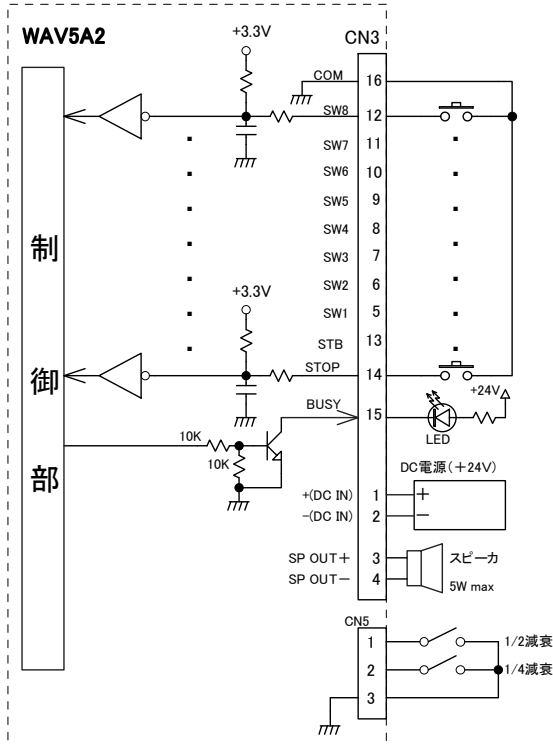 WAV5A2
+3.3V
CN3
COM 16
SW8 12
SW7 11
SW6 10
SW5 9
SW4 8
SW3 7
SW2 6
SW1 5
+3.3V
STB 13
STOP 14
+24V
BUSY 15
LED
10K
10K
制御部
DC電源(+24V)
+(DC IN) 1 +
-(DC IN) 2 -
SP OUT+ 3 スピーカ
SP OUT- 4 5W max
CN5
1 1/2減衰
2 1/4減衰
3